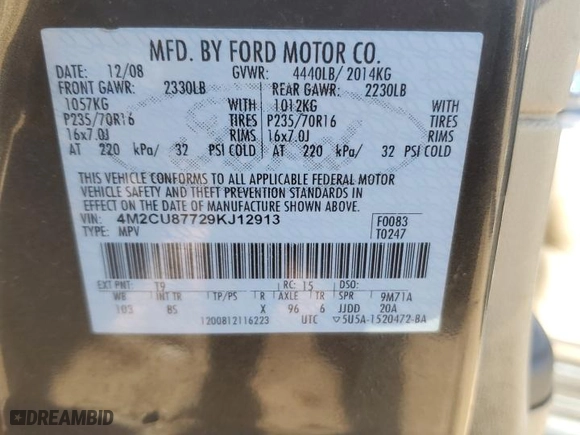 MFD. BY FORD MOTOR CO.
DATE: 12/08 GVWR: 4440LB/ 2014KG
FRONT GAWR: 2330LB REAR GAWR: 2230LB
1057KG WITH 1012KG WITH
P235/70R16 TIRES P235/70R16 TIRES
16x7.0J RIMS 16x7.0J RIMS
AT 220 kPa/ 32 PSI COLD AT 220 kPa/ 32 PSI COLD
THIS VEHICLE CONFORMS TO ALL APPLICABLE FEDERAL MOTOR
VEHICLE SAFETY AND THEFT PREVENTION STANDARDS IN
EFFECT ON THE DATE OF MANUFACTURE SHOWN ABOVE.
VIN: 4M2CU87729KJ12913 F0083
TYPE: MPV T0247
EXT PNT: T9 RC: 15 DSO:
WB INT TR TP/PS R AXLE TR SPR 9M71A
103 8S X 96 6 JJDD 20A
1200812116223 UTC ▽5U5A-1520472-BA
DREAMBID